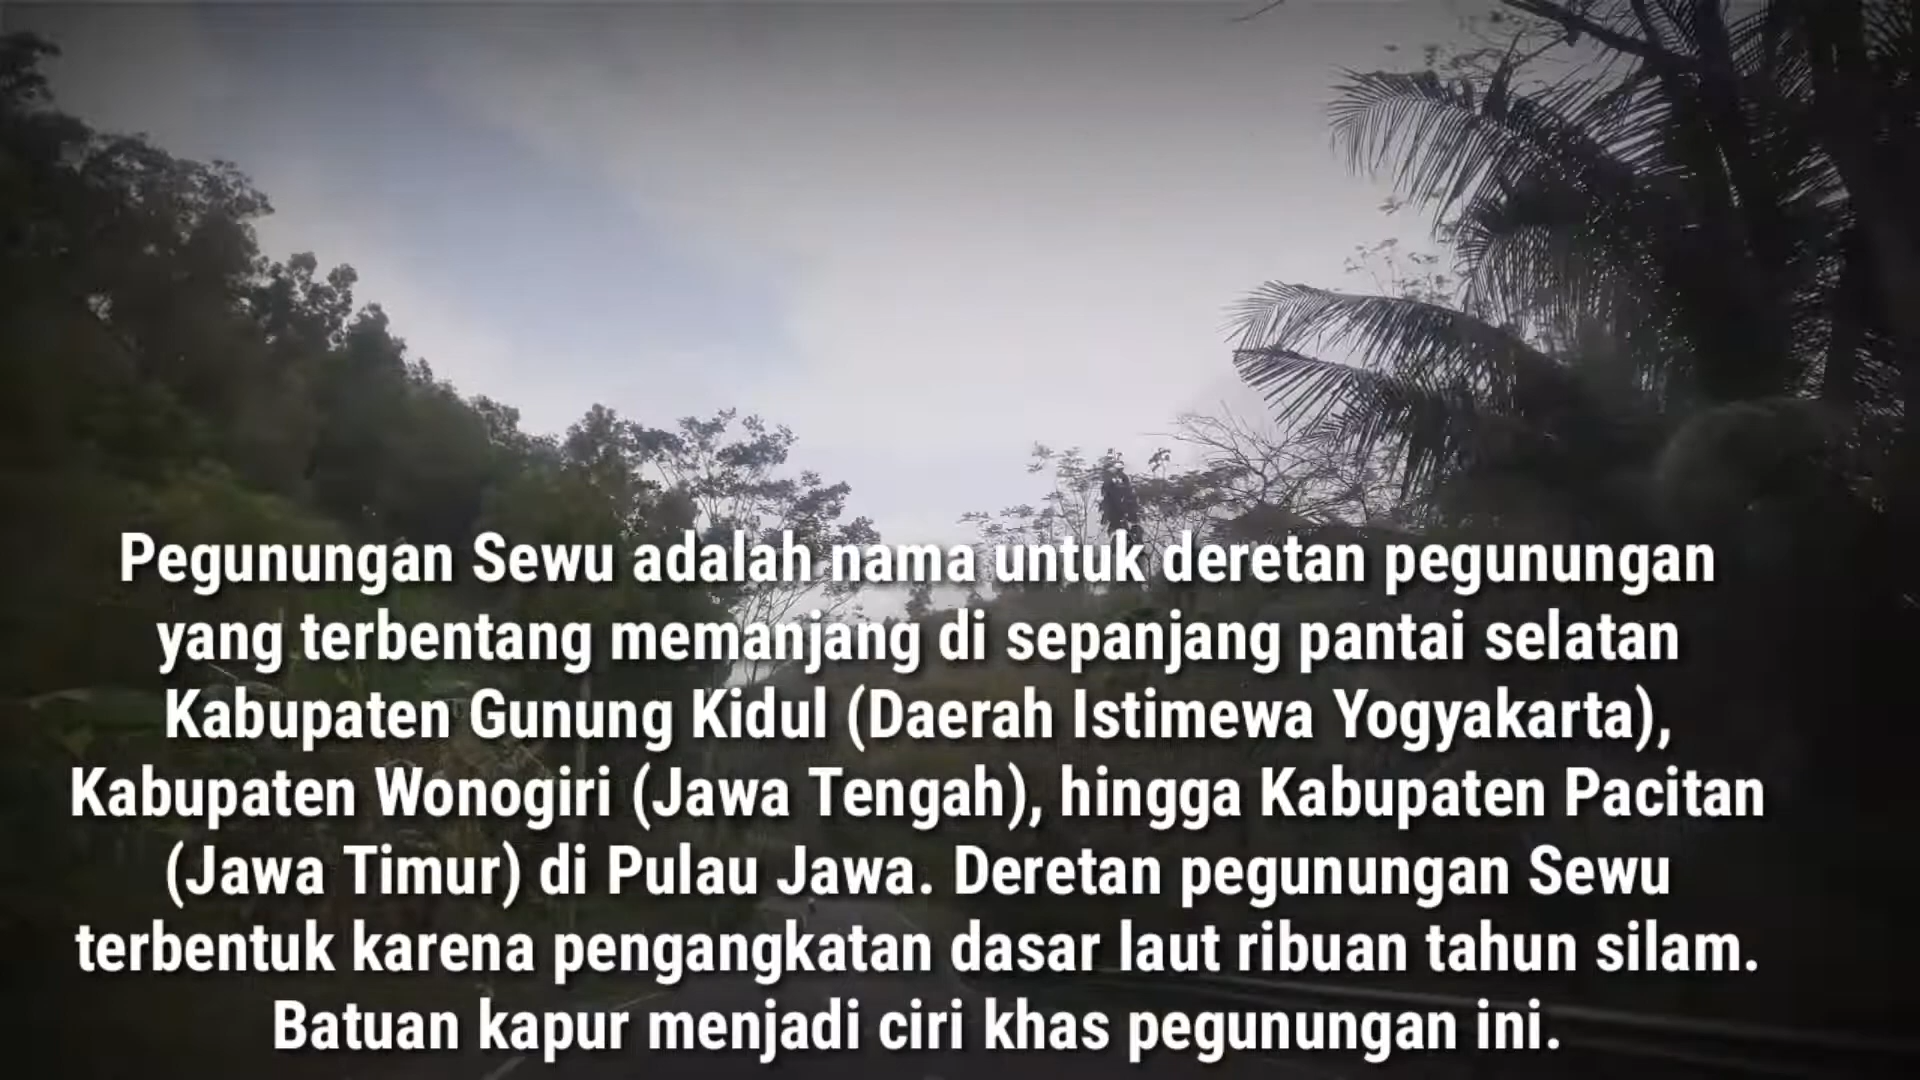 Pegunungan Sewu adalah nama untuk deretan pegunungan
yang terbentang memanjang di sepanjang pantai selatan
Kabupaten Gunung Kidul (Daerah Istimewa Yogyakarta),
Kabupaten Wonogiri (Jawa Tengah), hingga Kabupaten Pacitan
(Jawa Timur) di Pulau Jawa. Deretan pegunungan Sewu
terbentuk karena pengangkatan dasar laut ribuan tahun silam.
Batuan kapur menjadi ciri khas pegunungan ini.